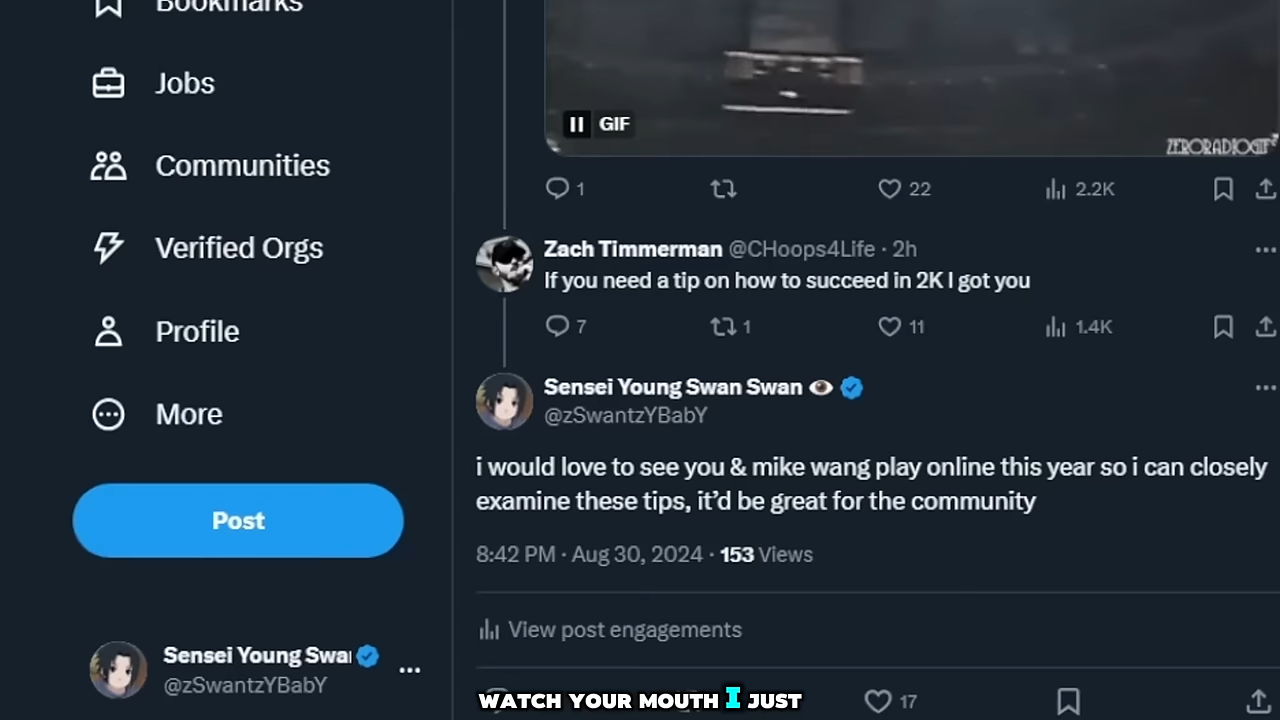 Bookmarks
Jobs
Communities
Verified Orgs
Profile
More
Post
Sensei Young Swa
@zSwantzYBabY
GIF
ZERORADIOGIF
1
22
2.2K
Zach Timmerman @CHoops4Life · 2h
If you need a tip on how to succeed in 2K I got you
7
1
11
1.4K
Sensei Young Swan Swan
@zSwantzYBabY
i would love to see you & mike wang play online this year so i can closely
examine these tips, it’d be great for the community
8:42 PM · Aug 30, 2024 · 153 Views
View post engagements
17
WATCH YOUR MOUTH I JUST